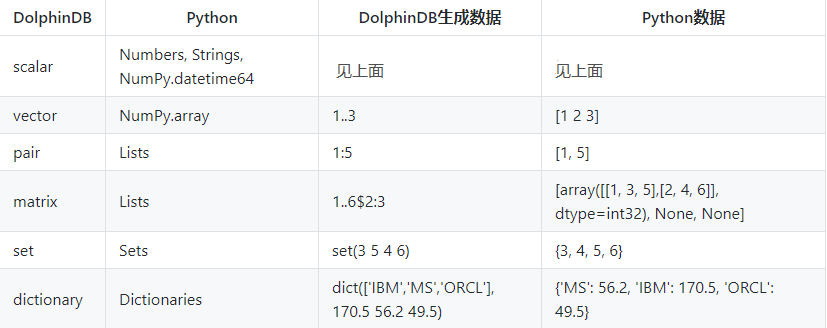 DolphinDB Python DolphinDB生成数据 Python数据
scalar Numbers, Strings, NumPy.datetime64 见上面 见上面
vector NumPy.array 1..3 [1 2 3]
pair Lists 1:5 [1, 5]
matrix Lists 1..6$2:3 [array([[1, 3, 5],[2, 4, 6]], dtype=int32), None, None]
set Sets set(3 5 4 6) {3, 4, 5, 6}
dictionary Dictionaries dict(['IBM','MS','ORCL'], 170.5 56.2 49.5) {'MS': 56.2, 'IBM': 170.5, 'ORCL': 49.5}